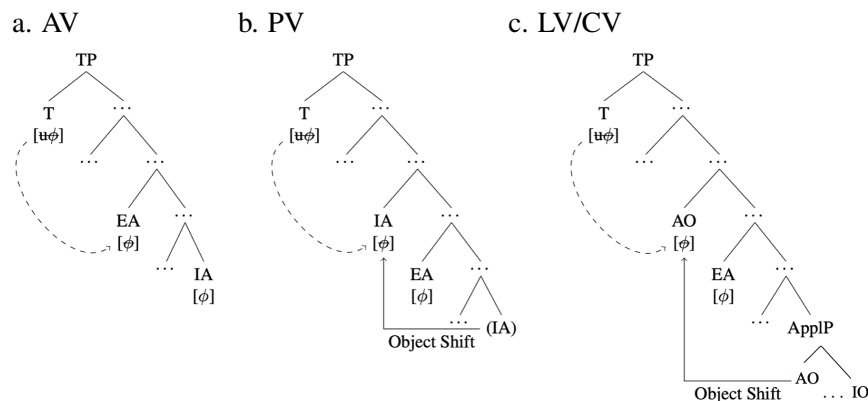 a. AV
TP
T
[uϕ]
...
...
...
EA
[ϕ]
...
...
IA
[ϕ]
b. PV
TP
T
[uϕ]
...
...
...
IA
[ϕ]
...
EA
[ϕ]
...
...
(IA)
Object Shift
c. LV/CV
TP
T
[uϕ]
...
...
...
AO
[ϕ]
...
EA
[ϕ]
...
...
ApplP
AO
... IO
Object Shift